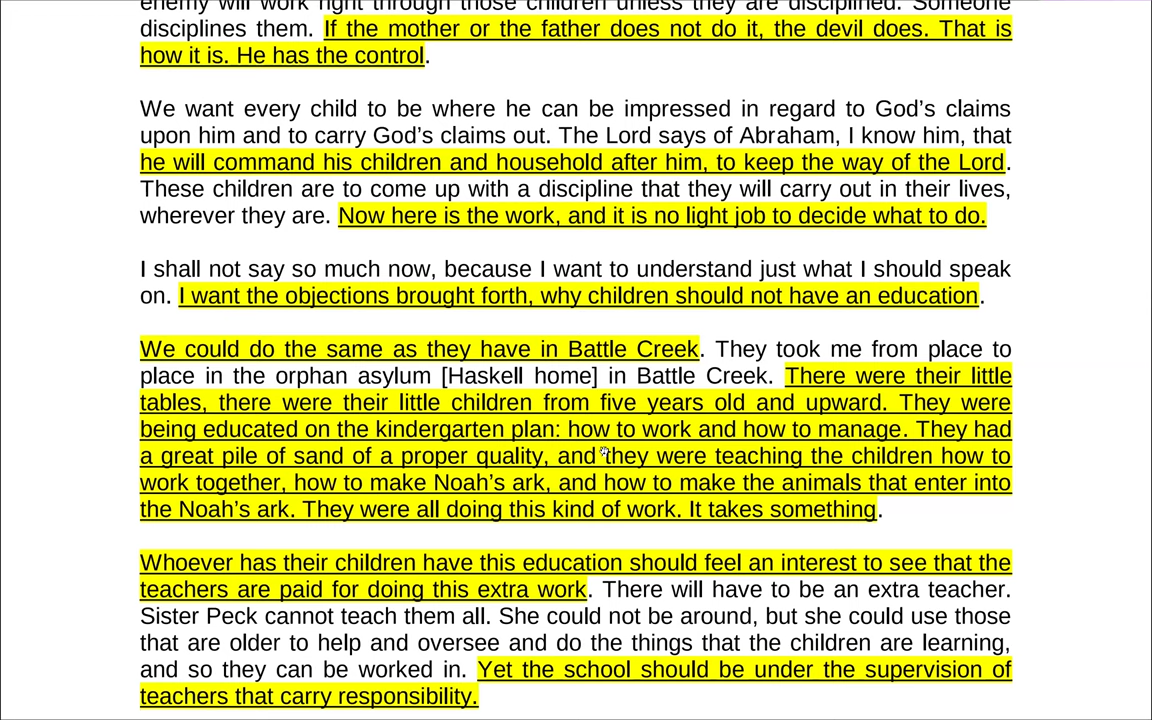 enemy will work right through those children unless they are disciplined. Someone
disciplines them. If the mother or the father does not do it, the devil does. That is
how it is. He has the control.
We want every child to be where he can be impressed in regard to God’s claims
upon him and to carry God’s claims out. The Lord says of Abraham, I know him, that
he will command his children and household after him, to keep the way of the Lord.
These children are to come up with a discipline that they will carry out in their lives,
wherever they are. Now here is the work, and it is no light job to decide what to do.
I shall not say so much now, because I want to understand just what I should speak
on. I want the objections brought forth, why children should not have an education.
We could do the same as they have in Battle Creek. They took me from place to
place in the orphan asylum [Haskell home] in Battle Creek. There were their little
tables, there were their little children from five years old and upward. They were
being educated on the kindergarten plan: how to work and how to manage. They had
a great pile of sand of a proper quality, and they were teaching the children how to
work together, how to make Noah’s ark, and how to make the animals that enter into
the Noah’s ark. They were all doing this kind of work. It takes something.
Whoever has their children have this education should feel an interest to see that the
teachers are paid for doing this extra work. There will have to be an extra teacher.
Sister Peck cannot teach them all. She could not be around, but she could use those
that are older to help and oversee and do the things that the children are learning,
and so they can be worked in. Yet the school should be under the supervision of
teachers that carry responsibility.